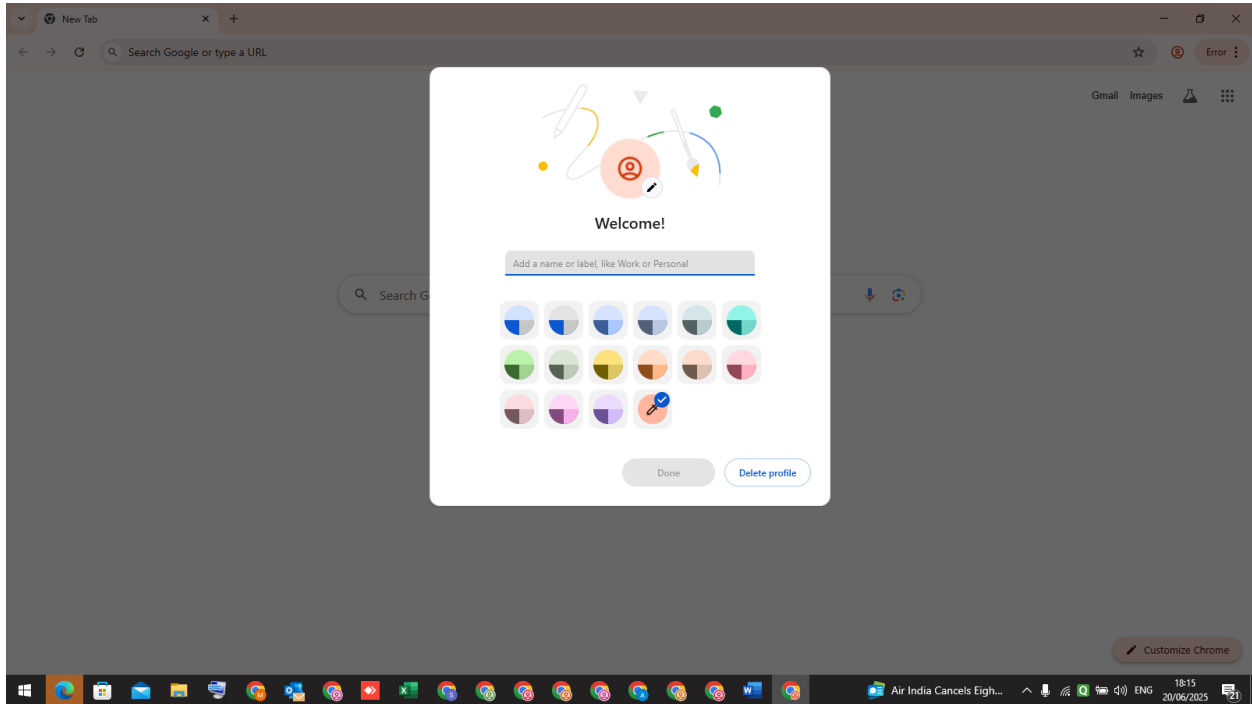 New Tab
Search Google or type a URL
Error
Gmail Images
Welcome!
Add a name or label, like Work or Personal
Search G
Done
Delete profile
Customize Chrome
Air India Cancels Eigh...
ENG
18:15
20/06/2025
21